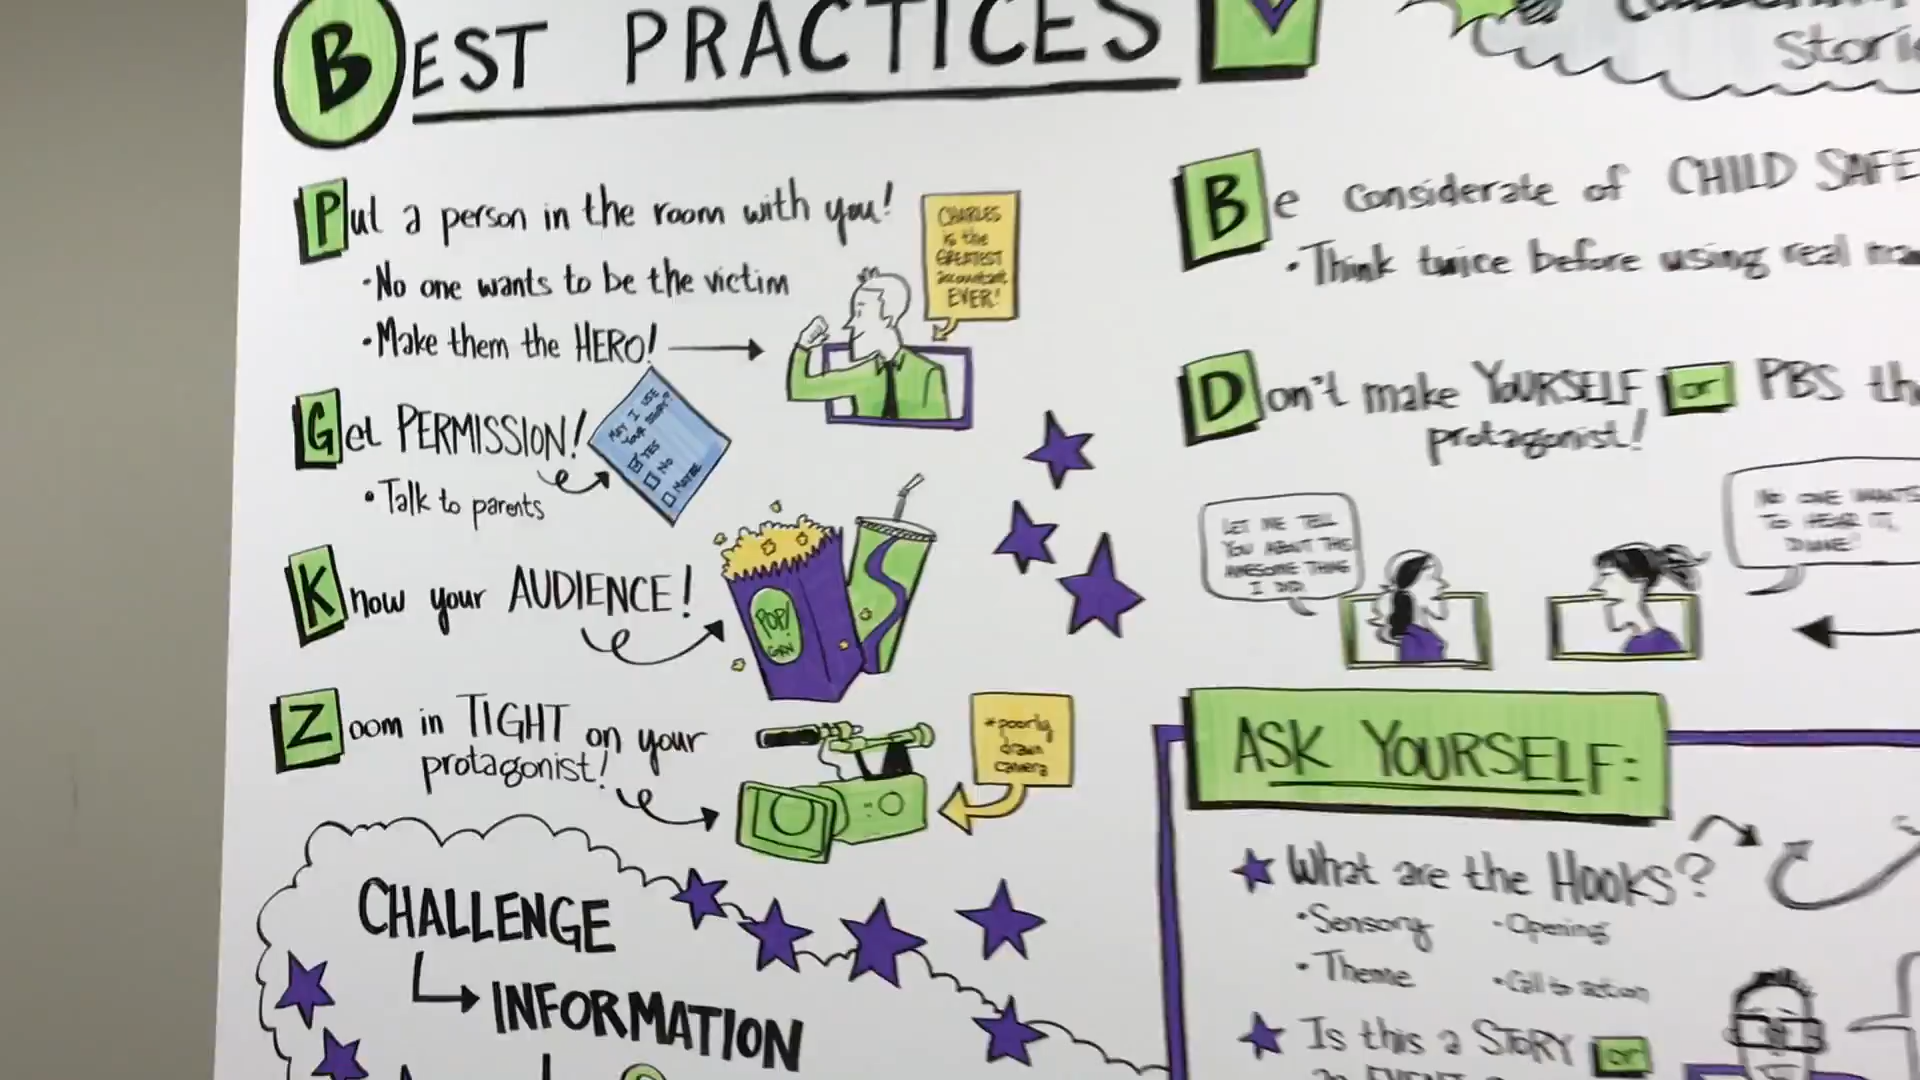 BEST PRACTICES
Stori
Put a person in the room with you!
·No one wants to be the victim
·Make them the HERO!
CHARLES
is the
GREATEST
accountant
EVER!
Get PERMISSION!
·Talk to parents
MAY I USE
YOUR STORY?
YES
NO
MAYBE
Know your AUDIENCE!
POP!
CORN
Zoom in TIGHT on your
protagonist!
*poorly
drawn
camera
CHALLENGE
INFORMATION
Be Considerate of CHILD SAFE
·Think twice before using real na
Don't make YOURSELF or PBS th
protagonist!
LET ME TELL
YOU ABOUT THIS
AWESOME THING
I DID
NO ONE WANTS
TO HEAR IT,
ASK YOURSELF:
What are the HOOKS?
·Sensory ·Opening
·Theme ·Call to action
Is this a STORY or